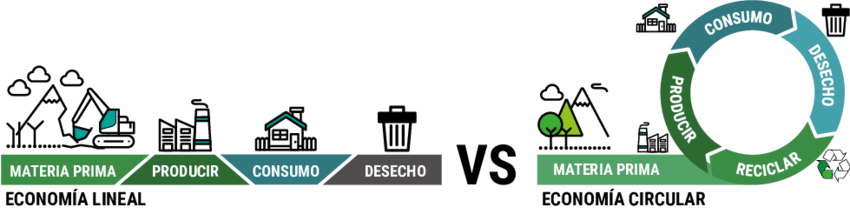 MATERIA PRIMA
PRODUCIR
CONSUMO
DESECHO
ECONOMÍA LINEAL
VS
MATERIA PRIMA
PRODUCIR
CONSUMO
DESECHO
RECICLAR
ECONOMÍA CIRCULAR